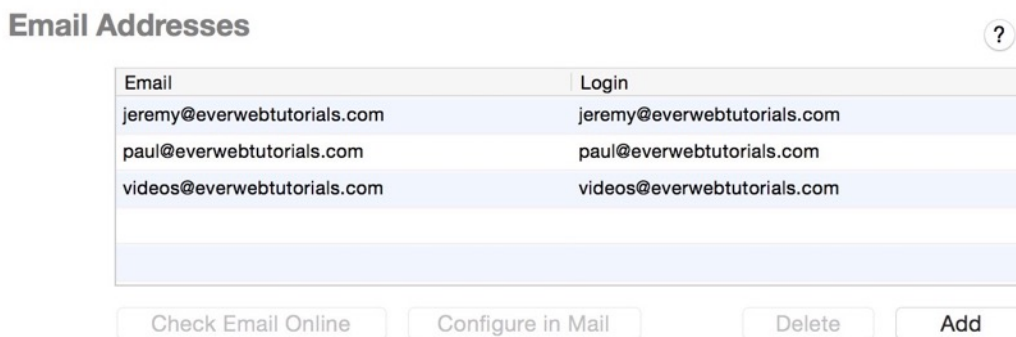 Email Addresses
?
Email Login
jeremy@everwebtutorials.com jeremy@everwebtutorials.com
paul@everwebtutorials.com paul@everwebtutorials.com
videos@everwebtutorials.com videos@everwebtutorials.com
Check Email Online Configure in Mail Delete Add